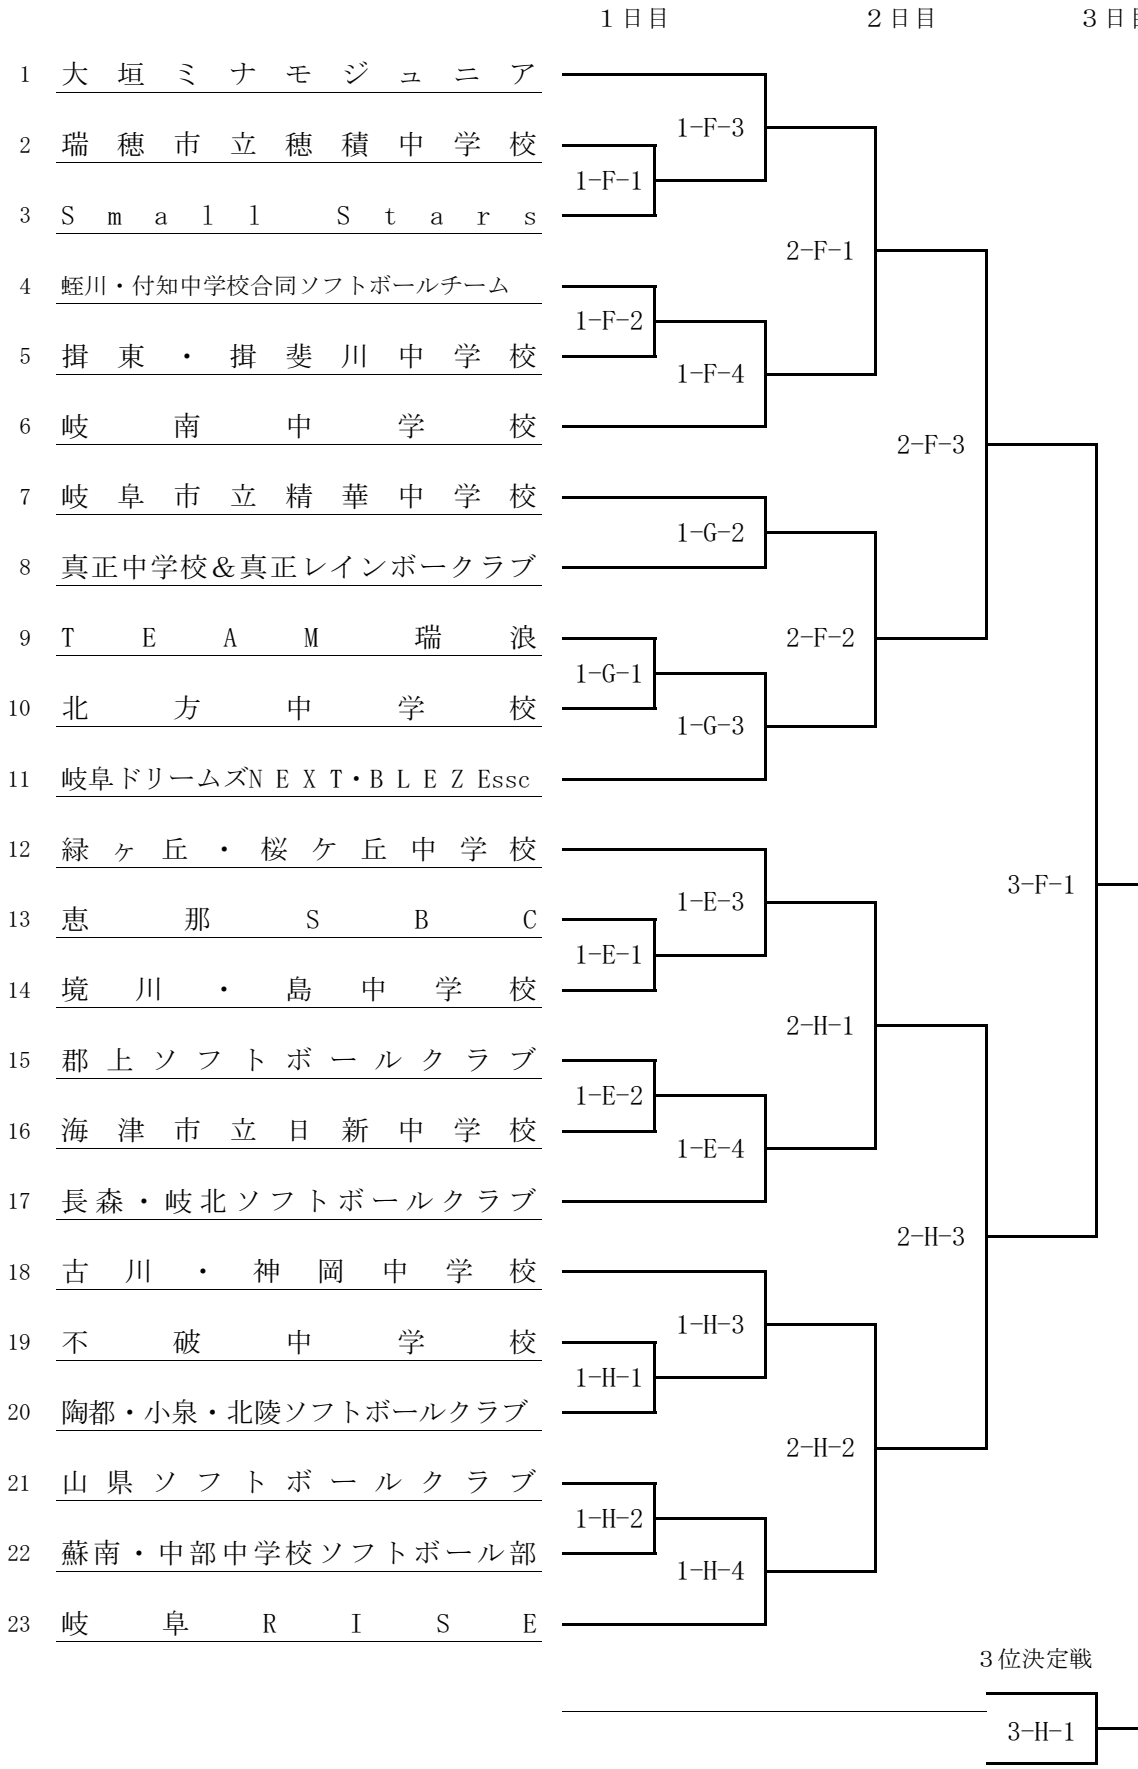 １日目 ２日目 ３日目
1 大垣ミナモジュニア
1-F-3
2 瑞穂市立穂積中学校
1-F-1
3 Small Stars
2-F-1
4 蛭川・付知中学校合同ソフトボールチーム
1-F-2
5 揖東・揖斐川中学校
1-F-4
6 岐南中学校
2-F-3
7 岐阜市立精華中学校
1-G-2
8 真正中学校＆真正レインボークラブ
9 TEAM瑞浪
2-F-2
1-G-1
10 北方中学校
1-G-3
11 岐阜ドリームズNEXT・BLEZEssc
12 緑ヶ丘・桜ケ丘中学校
3-F-1
1-E-3
13 恵那SBC
1-E-1
14 境川・島中学校
2-H-1
15 郡上ソフトボールクラブ
1-E-2
16 海津市立日新中学校
1-E-4
17 長森・岐北ソフトボールクラブ
2-H-3
18 古川・神岡中学校
1-H-3
19 不破中学校
1-H-1
20 陶都・小泉・北陵ソフトボールクラブ
2-H-2
21 山県ソフトボールクラブ
1-H-2
22 蘇南・中部中学校ソフトボール部
1-H-4
23 岐阜RISE
３位決定戦
3-H-1